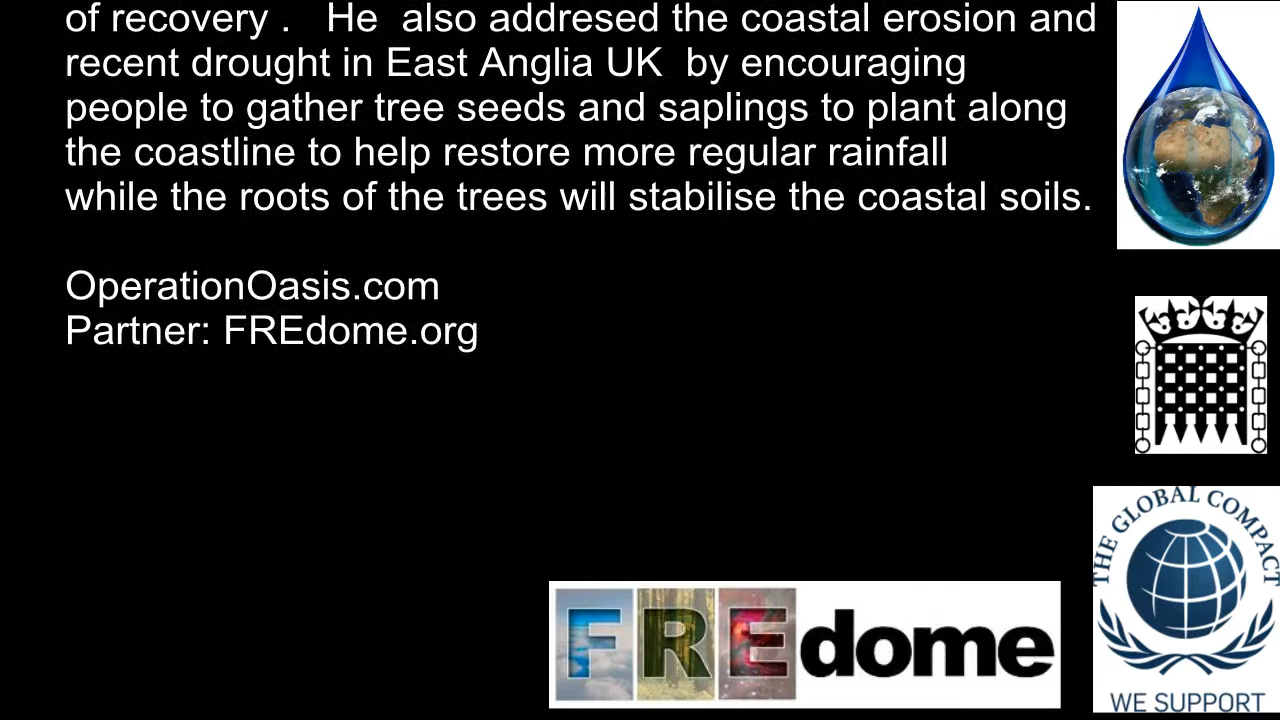 of recovery . He also addresed the coastal erosion and
recent drought in East Anglia UK by encouraging
people to gather tree seeds and saplings to plant along
the coastline to help restore more regular rainfall
while the roots of the trees will stabilise the coastal soils.
OperationOasis.com
Partner: FREdome.org
THE GLOBAL COMPACT
WE SUPPORT
FREdome